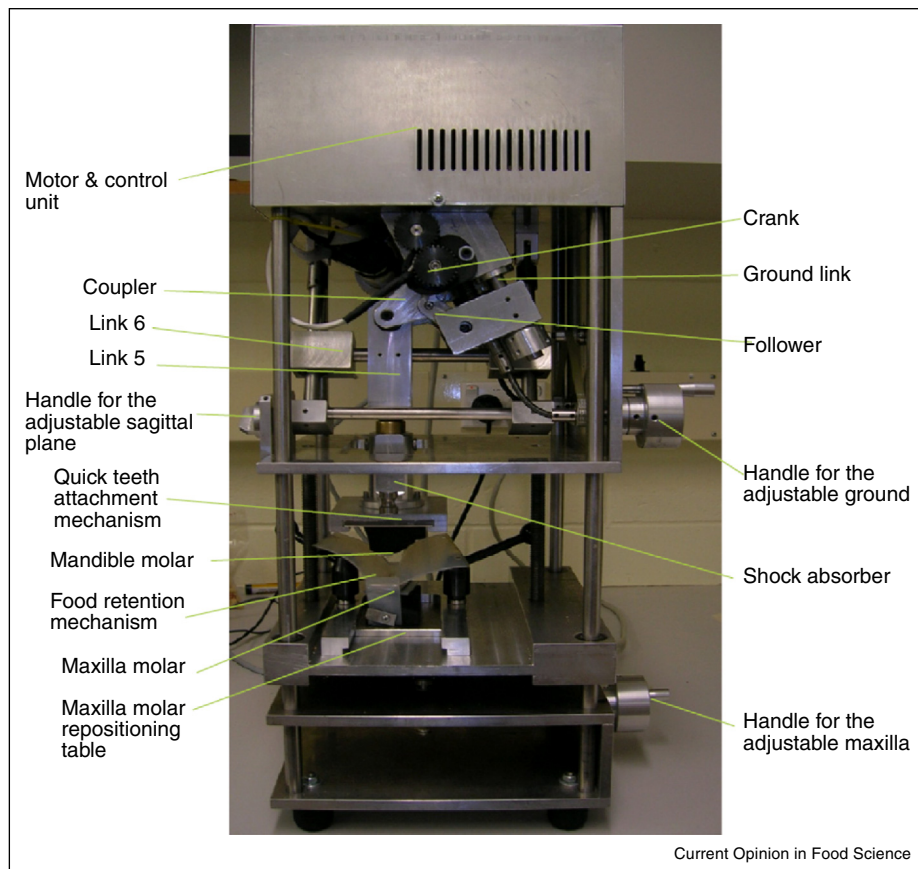 Motor & control
unit
Coupler
Link 6
Link 5
Handle for the
adjustable sagittal
plane
Quick teeth
attachment
mechanism
Mandible molar
Food retention
mechanism
Maxilla molar
Maxilla molar
repositioning
table
Crank
Ground link
Follower
Handle for the
adjustable ground
Shock absorber
Handle for the
adjustable maxilla
Current Opinion in Food Science